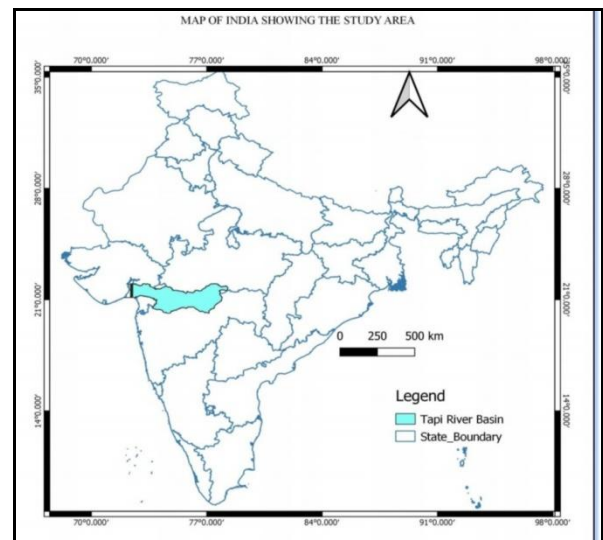 MAP OF INDIA SHOWING THE STUDY AREA
70°0.000' 77°0.000' 84°0.000' 91°0.000' 98°0.000'
35°0.000' 35°0.000'
28°0.000' 28°0.000'
21°0.000' 21°0.000'
0 250 500 km
Legend
14°0.000' 14°0.000'
Tapi River Basin
State_Boundary
70°0.000' 77°0.000' 84°0.000' 91°0.000' 98°0.000'